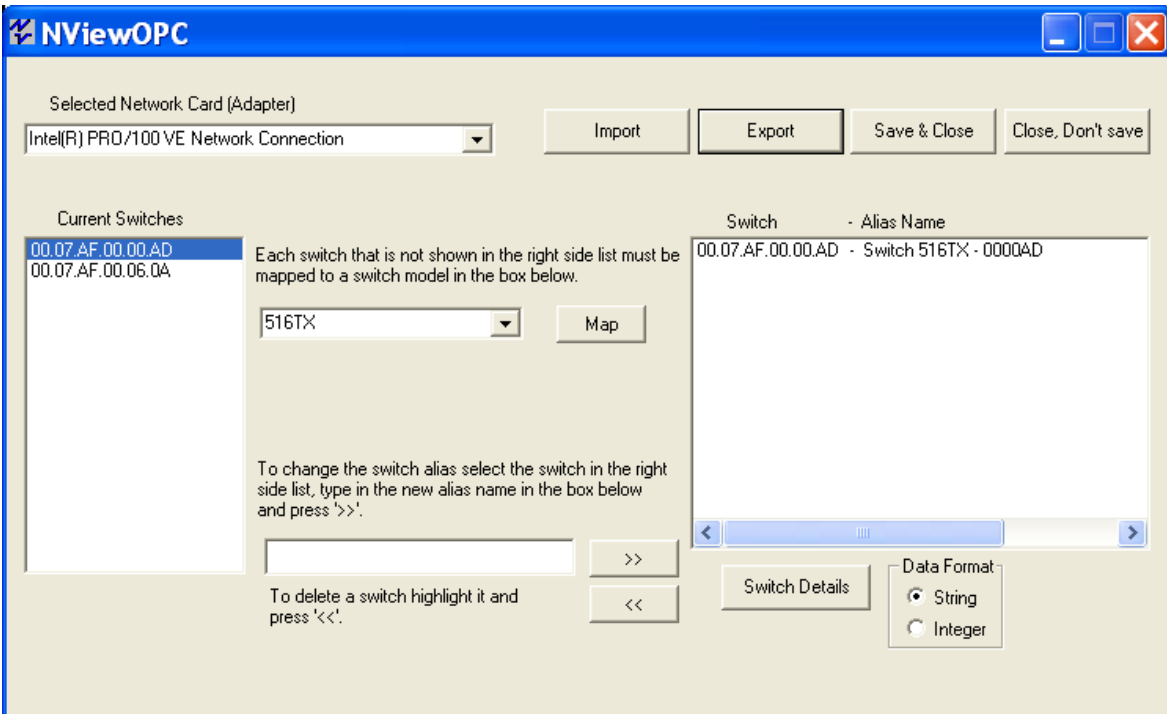 NViewOPC
Selected Network Card (Adapter)
Intel(R) PRO/100 VE Network Connection
Import
Export
Save & Close
Close, Don't save
Current Switches
00.07.AF.00.00.AD
00.07.AF.00.06.0A
Each switch that is not shown in the right side list must be
mapped to a switch model in the box below.
516TX
Map
To change the switch alias select the switch in the right
side list, type in the new alias name in the box below
and press '>>'.
>>
To delete a switch highlight it and
press '<<'.
<<
Switch - Alias Name
00.07.AF.00.00.AD - Switch 516TX - 0000AD
Switch Details
Data Format
String
Integer